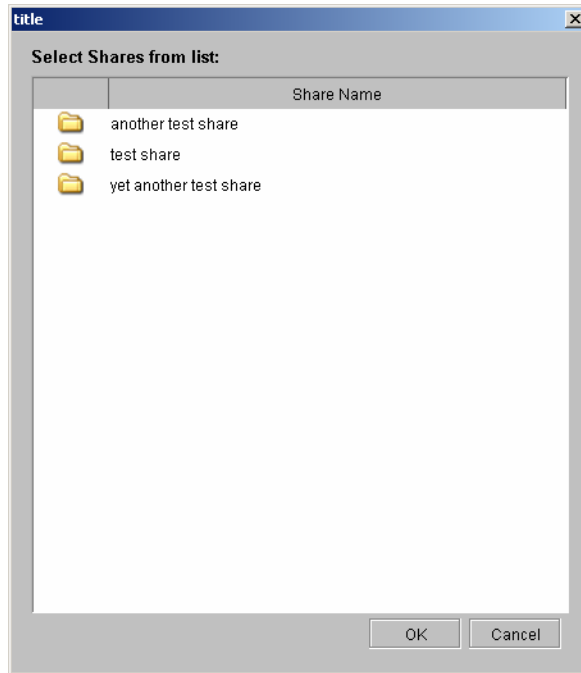 title
Select Shares from list:
Share Name
another test share
test share
yet another test share
OK Cancel